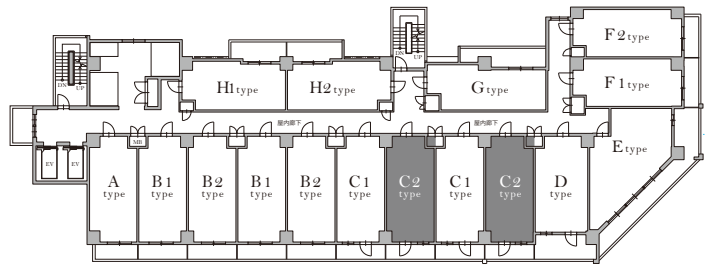 F2 type
DN
UP
DN
UP
H1 type
H2 type
G type
F1 type
屋内廊下
屋内廊下
E type
MB
EV
EV
A
type
B1
type
B2
type
B1
type
B2
type
C1
type
C2
type
C1
type
C2
type
D
type